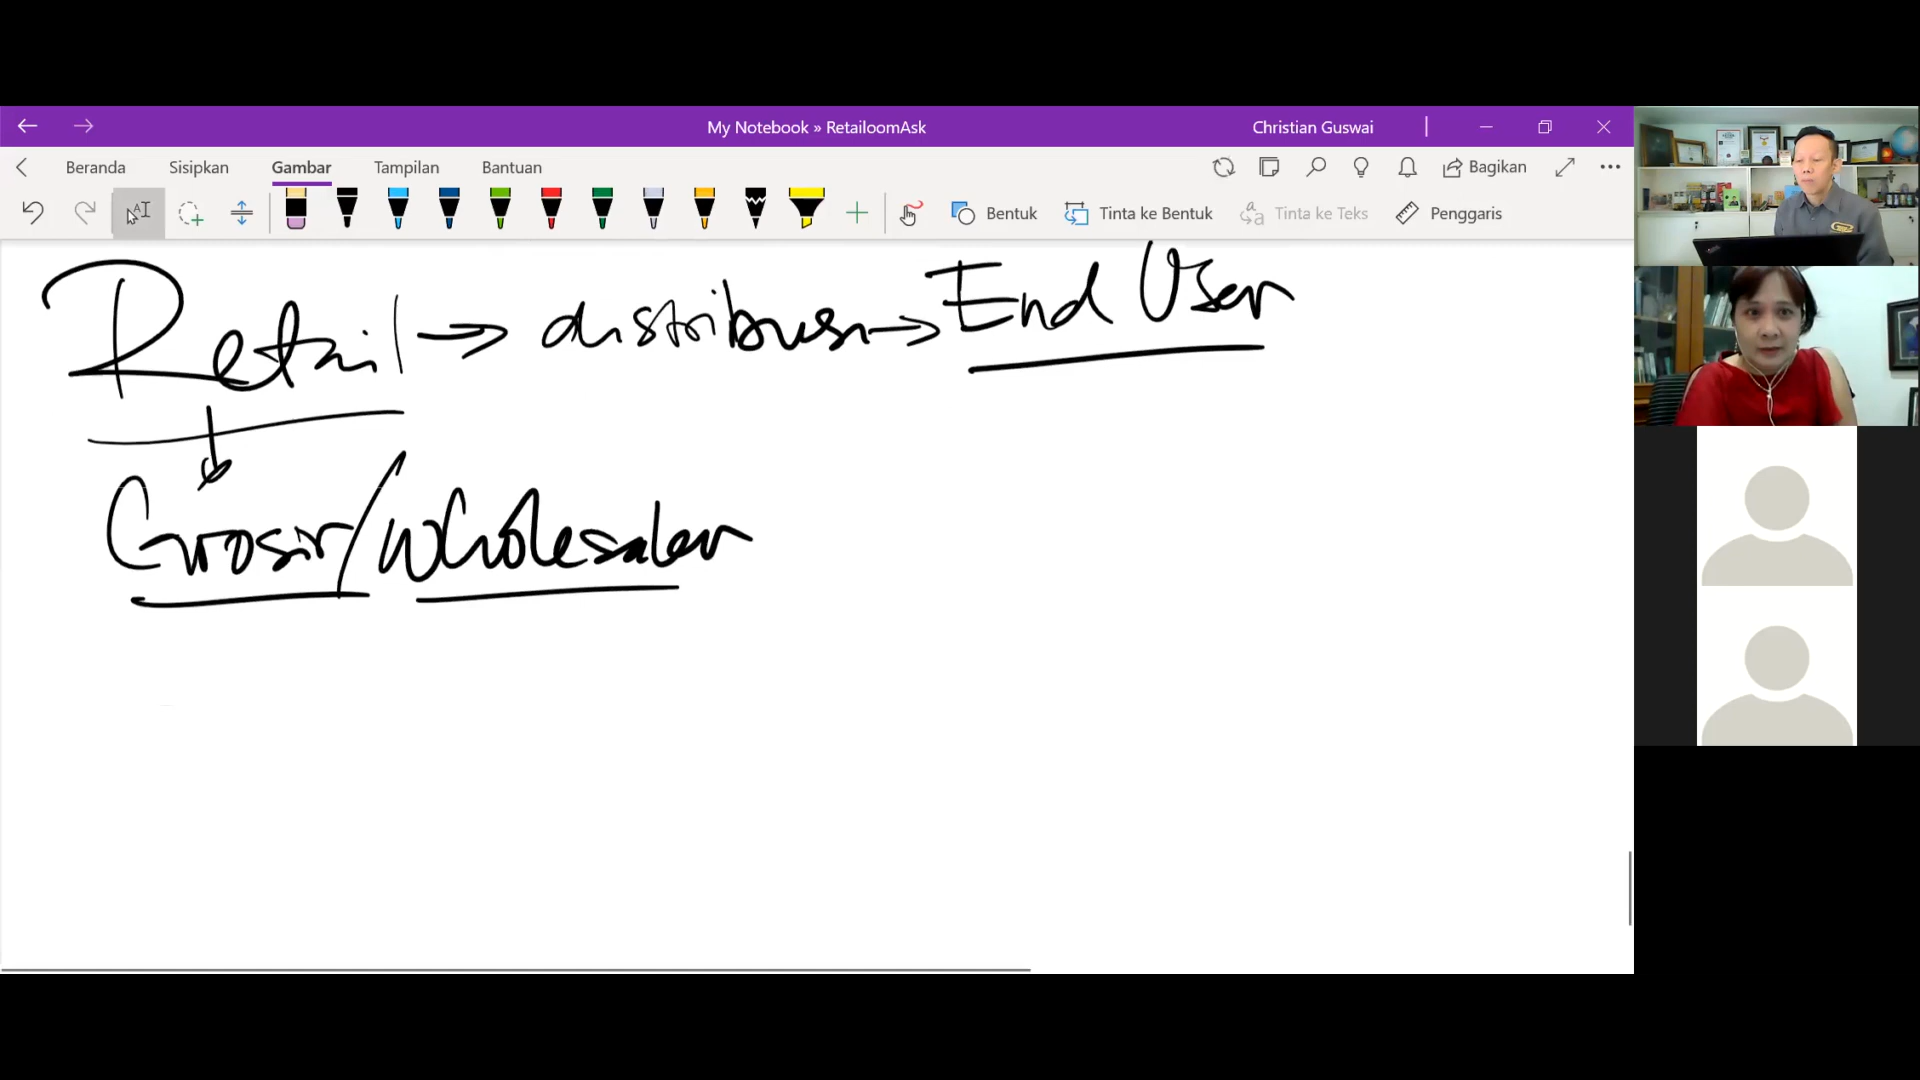 My Notebook » RetailoomAsk
Christian Guswai
Beranda Sisipkan Gambar Tampilan Bantuan
Bagikan
Bentuk Tinta ke Bentuk Tinta ke Teks Penggaris
Retail → distribusi → End User
Grosir/Wholesaler